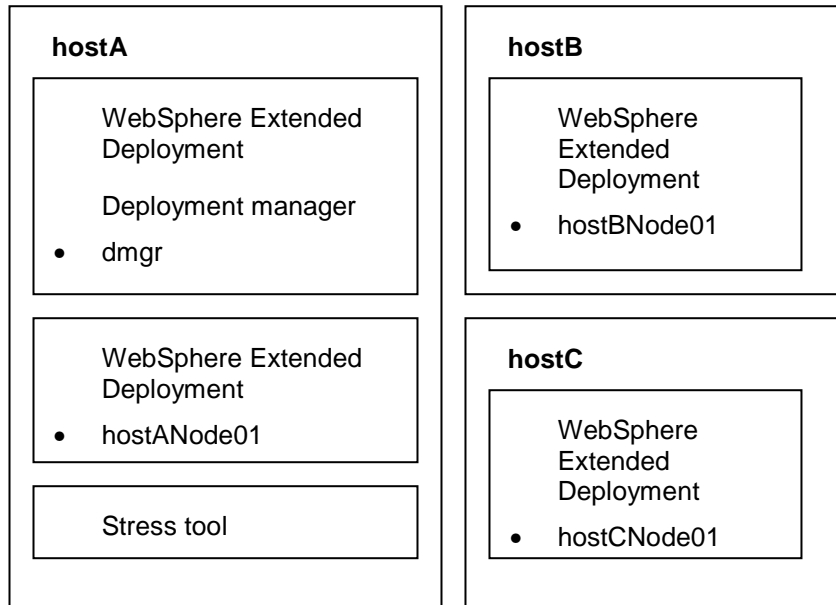 hostA
WebSphere Extended
Deployment
Deployment manager
• dmgr
WebSphere Extended
Deployment
• hostANode01
Stress tool
hostB
WebSphere
Extended
Deployment
• hostBNode01
hostC
WebSphere
Extended
Deployment
• hostCNode01